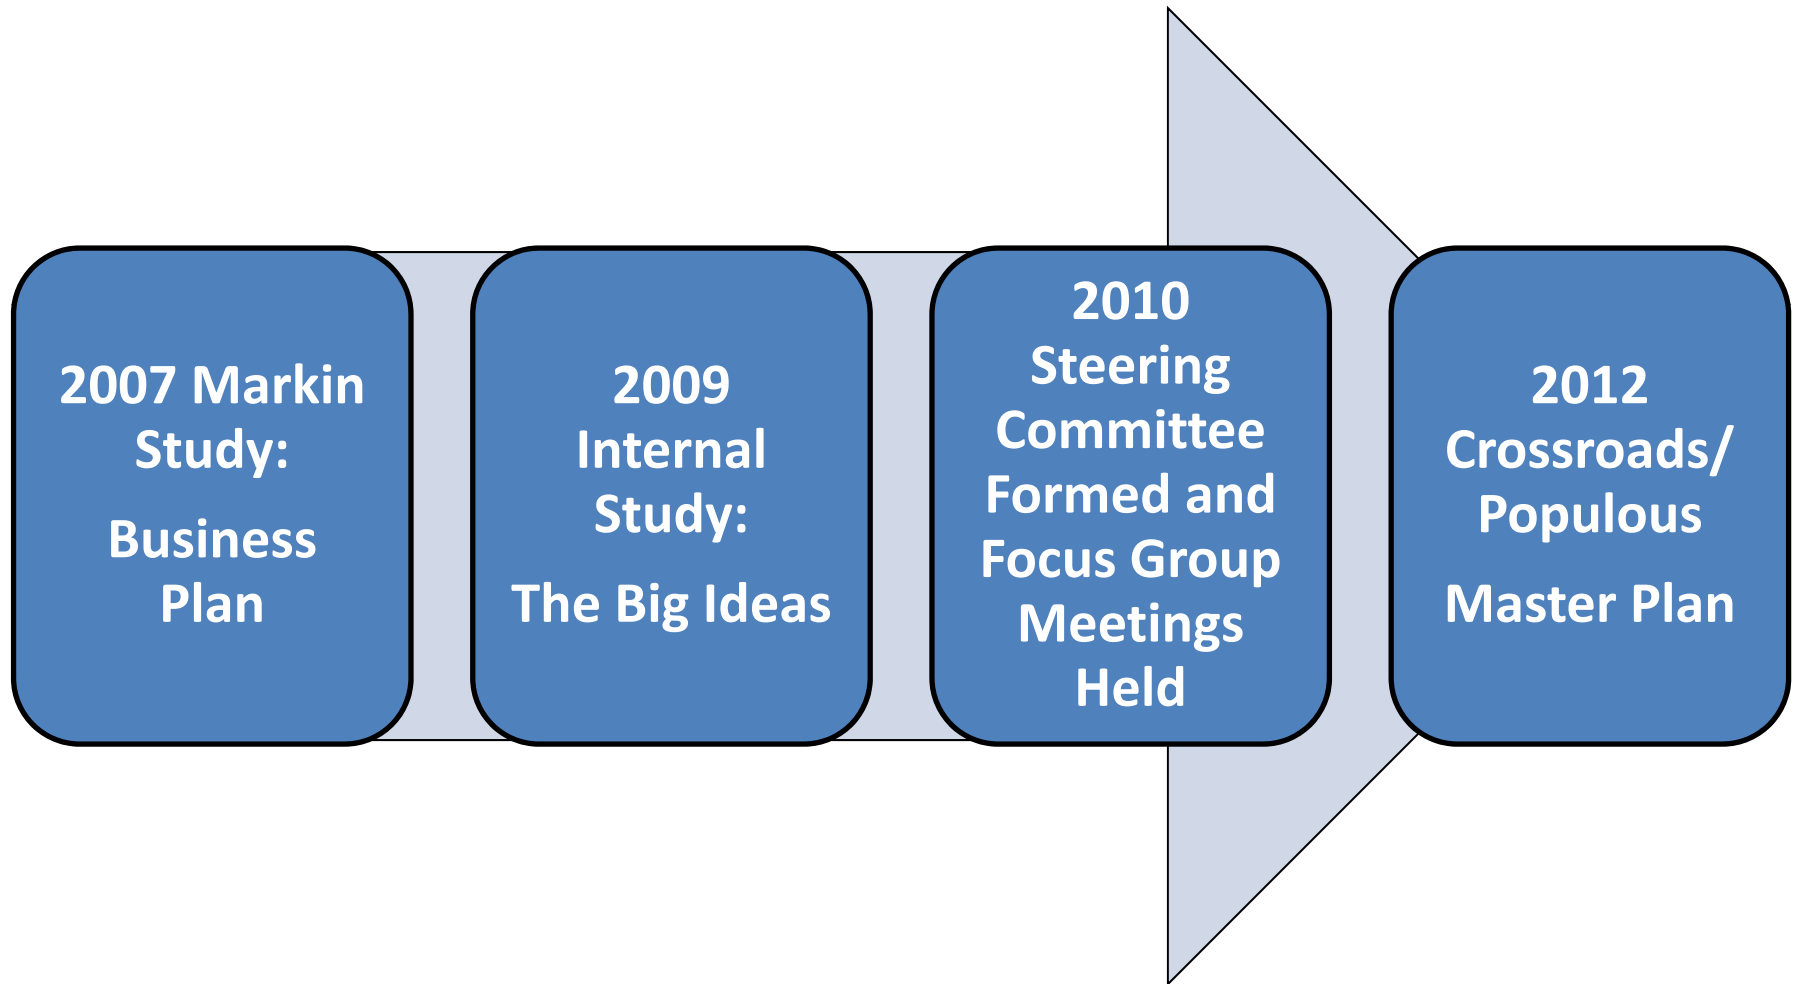 2007 Markin
Study:
Business
Plan
2009
Internal
Study:
The Big Ideas
2010
Steering
Committee
Formed and
Focus Group
Meetings
Held
2012
Crossroads/
Populous
Master Plan